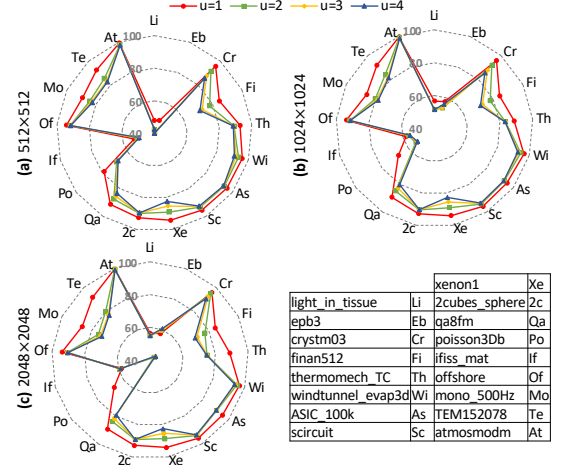 u=1 u=2 u=3 u=4
(a) 512×512
Li
Eb
Cr
Fi
Th
Wi
As
Sc
Xe
2c
Qa
Po
If
Of
Mo
Te
At
100
80
60
40
(b) 1024×1024
Li
Eb
Cr
Fi
Th
Wi
As
Sc
Xe
2c
Qa
Po
If
Of
Mo
Te
At
100
80
60
40
(c) 2048×2048
Li
Eb
Cr
Fi
Th
Wi
As
Sc
Xe
2c
Qa
Po
If
Of
Mo
Te
At
100
80
60
40
xenon1 Xe
light_in_tissue Li 2cubes_sphere 2c
epb3 Eb qa8fm Qa
crystm03 Cr poisson3Db Po
finan512 Fi ifiss_mat If
thermomech_TC Th offshore Of
windtunnel_evap3d Wi mono_500Hz Mo
ASIC_100k As TEM152078 Te
scircuit Sc atmosmodm At